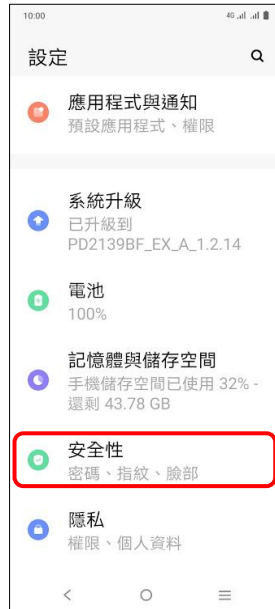 10:00
4G
設定
應用程式與通知
預設應用程式、權限
系統升級
已升級到
PD2139BF_EX_A_1.2.14
電池
100%
記憶體與儲存空間
手機儲存空間已使用 32% -
還剩 43.78 GB
安全性
密碼、指紋、臉部
隱私
權限、個人資料